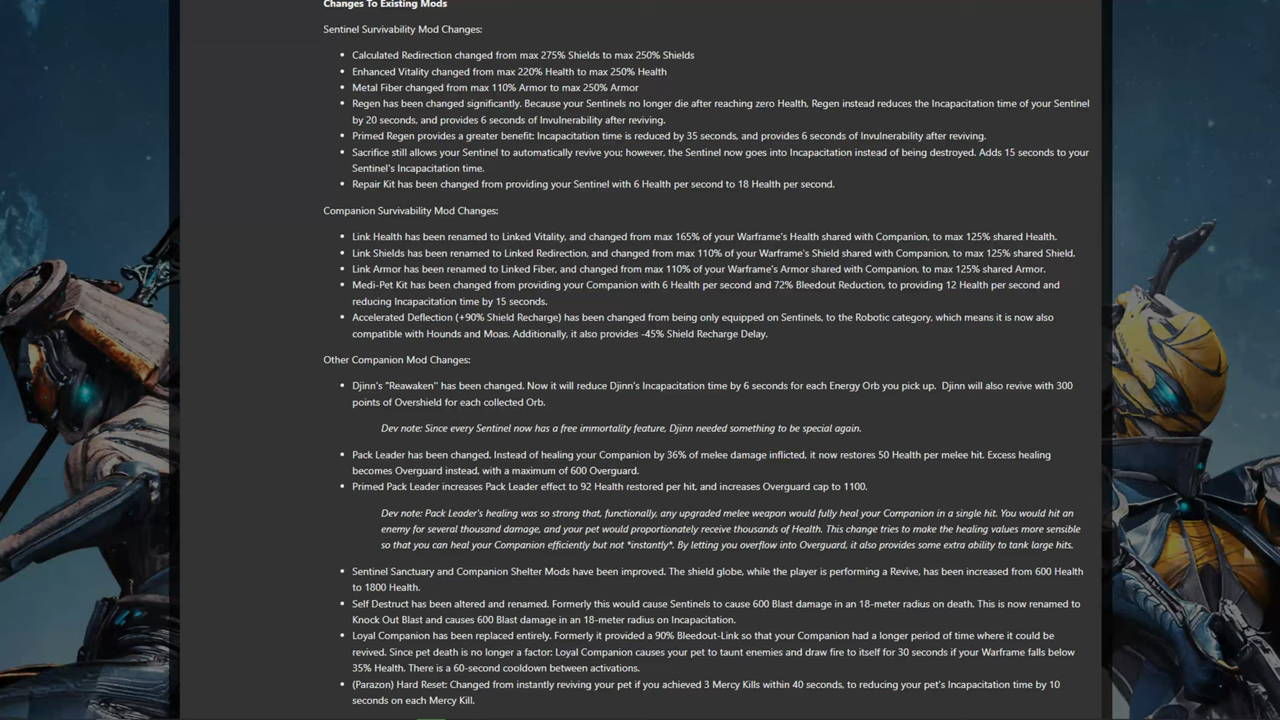 Changes To Existing Mods
Sentinel Survivability Mod Changes:
• Calculated Redirection changed from max 275% Shields to max 250% Shields
• Enhanced Vitality changed from max 220% Health to max 250% Health
• Metal Fiber changed from max 110% Armor to max 250% Armor
• Regen has been changed significantly. Because your Sentinels no longer die after reaching zero Health, Regen instead reduces the Incapacitation time of your Sentinel
by 20 seconds, and provides 6 seconds of Invulnerability after reviving.
• Primed Regen provides a greater benefit: Incapacitation time is reduced by 35 seconds, and provides 6 seconds of Invulnerability after reviving.
• Sacrifice still allows your Sentinel to automatically revive you; however, the Sentinel now goes into Incapacitation instead of being destroyed. Adds 15 seconds to your
Sentinel's Incapacitation time.
• Repair Kit has been changed from providing your Sentinel with 6 Health per second to 18 Health per second.
Companion Survivability Mod Changes:
• Link Health has been renamed to Linked Vitality, and changed from max 165% of your Warframe's Health shared with Companion, to max 125% shared Health.
• Link Shields has been renamed to Linked Redirection, and changed from max 110% of your Warframe's Shield shared with Companion, to max 125% shared Shield.
• Link Armor has been renamed to Linked Fiber, and changed from max 110% of your Warframe's Armor shared with Companion, to max 125% shared Armor.
• Medi-Pet Kit has been changed from providing your Companion with 6 Health per second and 72% Bleedout Reduction, to providing 12 Health per second and
reducing Incapacitation time by 15 seconds.
• Accelerated Deflection (+90% Shield Recharge) has been changed from being only equipped on Sentinels, to the Robotic category, which means it is now also
compatible with Hounds and Moas. Additionally, it also provides -45% Shield Recharge Delay.
Other Companion Mod Changes:
• Djinn's "Reawaken" has been changed. Now it will reduce Djinn's Incapacitation time by 6 seconds for each Energy Orb you pick up.  Djinn will also revive with 300
points of Overshield for each collected Orb.
Dev note: Since every Sentinel now has a free immortality feature, Djinn needed something to be special again.
• Pack Leader has been changed. Instead of healing your Companion by 36% of melee damage inflicted, it now restores 50 Health per melee hit. Excess healing
becomes Overguard instead, with a maximum of 600 Overguard.
• Primed Pack Leader increases Pack Leader effect to 92 Health restored per hit, and increases Overguard cap to 1100.
Dev note: Pack Leader's healing was so strong that, functionally, any upgraded melee weapon would fully heal your Companion in a single hit. You would hit an
enemy for several thousand damage, and your pet would proportionately receive thousands of Health. This change tries to make the healing values more sensible
so that you can heal your Companion efficiently but not *instantly*. By letting you overflow into Overguard, it also provides some extra ability to tank large hits.
• Sentinel Sanctuary and Companion Shelter Mods have been improved. The shield globe, while the player is performing a Revive, has been increased from 600 Health
to 1800 Health.
• Self Destruct has been altered and renamed. Formerly this would cause Sentinels to cause 600 Blast damage in an 18-meter radius on death. This is now renamed to
Knock Out Blast and causes 600 Blast damage in an 18-meter radius on Incapacitation.
• Loyal Companion has been replaced entirely. Formerly it provided a 90% Bleedout-Link so that your Companion had a longer period of time where it could be
revived. Since pet death is no longer a factor: Loyal Companion causes your pet to taunt enemies and draw fire to itself for 30 seconds if your Warframe falls below
35% Health. There is a 60-second cooldown between activations.
• (Parazon) Hard Reset: Changed from instantly reviving your pet if you achieved 3 Mercy Kills within 40 seconds, to reducing your pet's Incapacitation time by 10
seconds on each Mercy Kill.